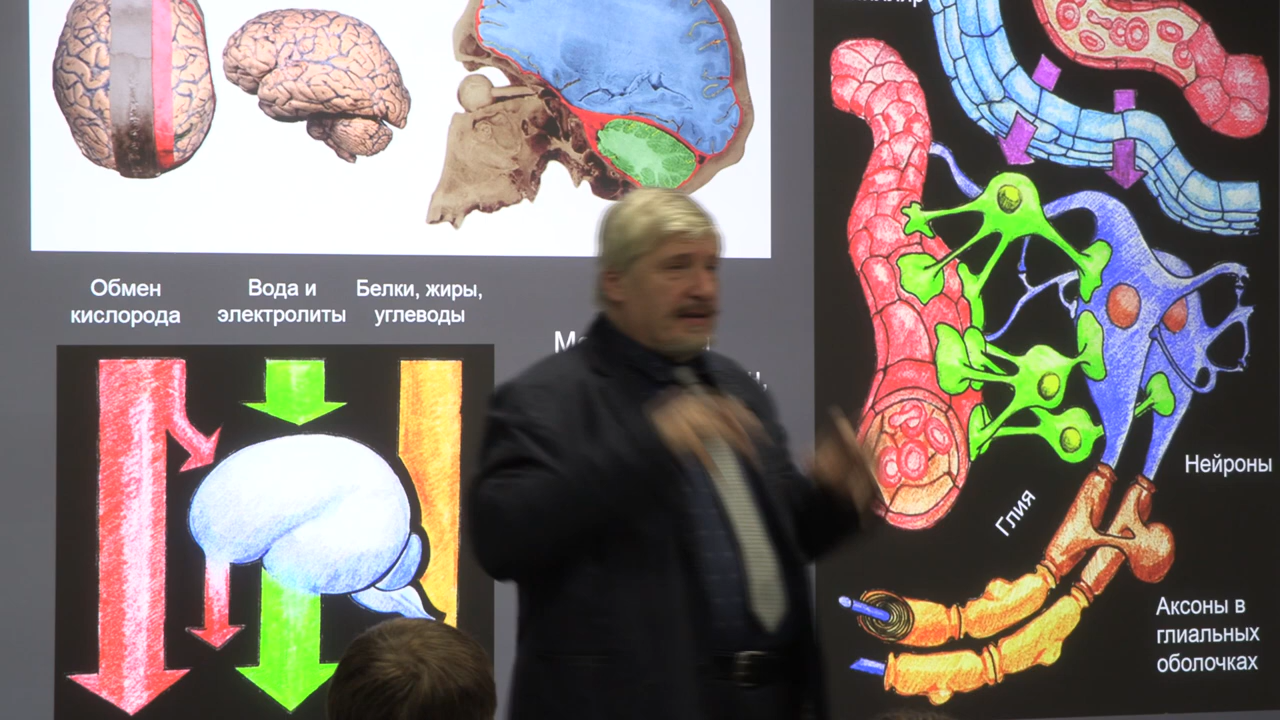 Обмен
кислорода
Вода и
электролиты
Белки, жиры,
углеводы
Нейроны
Глия
Аксоны в
глиальных
оболочках